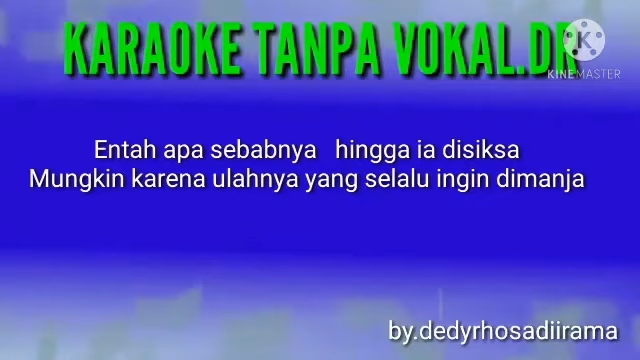 KARAOKE TANPA VOKAL.DR
KINEMASTER
Entah apa sebabnya hingga ia disiksa
Mungkin karena ulahnya yang selalu ingin dimanja
by.dedyrhosadiirama